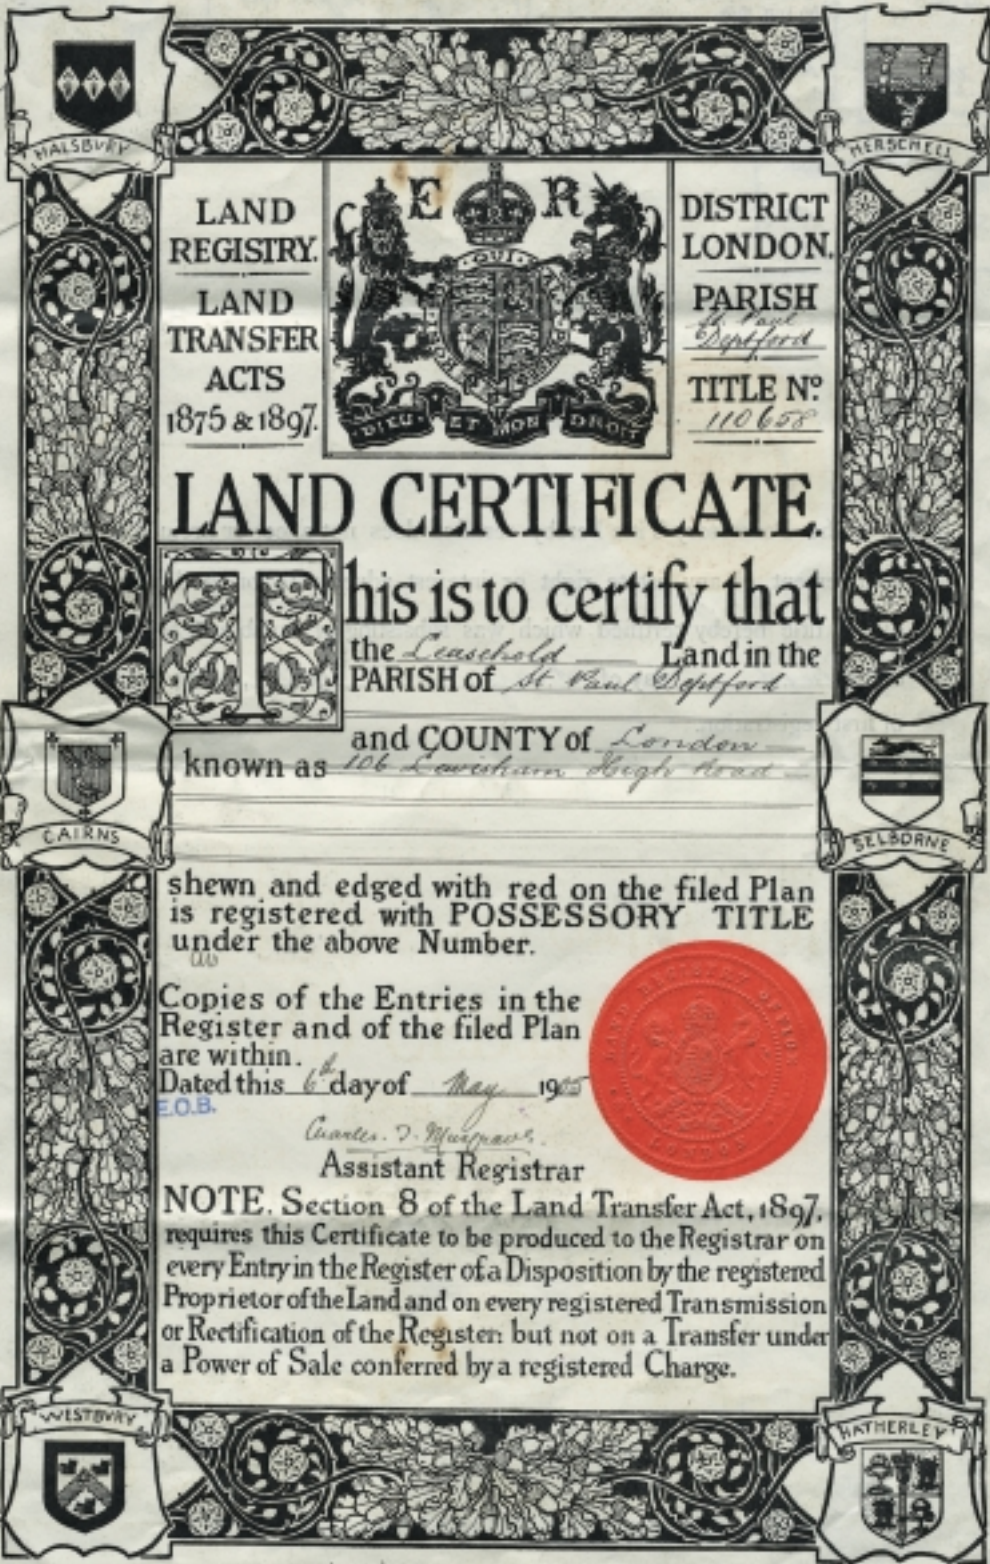 HALSBURY
HERSCHELL
LAND
REGISTRY.
LAND
TRANSFER
ACTS
1875 & 1897.
E R
QUI
DIEU ET MON DROIT
DISTRICT
LONDON.
PARISH
St Paul
Deptford
TITLE No.
110658
LAND CERTIFICATE.
This is to certify that
the Leasehold Land in the
PARISH of St. Paul Deptford
and COUNTY of London
known as 106 Lewisham High Road
CAIRNS
SELBORNE
shewn and edged with red on the filed Plan
is registered with POSSESSORY TITLE
under the above Number.
Copies of the Entries in the
Register and of the filed Plan
are within.
Dated this 6th day of May 1905
E.O.B.
Charles. F. Musgrave.
Assistant Registrar
LAND REGISTRY OFFICE
LONDON
NOTE. Section 8 of the Land Transfer Act, 1897,
requires this Certificate to be produced to the Registrar on
every Entry in the Register of a Disposition by the registered
Proprietor of the Land and on every registered Transmission
or Rectification of the Register: but not on a Transfer under
a Power of Sale conferred by a registered Charge.
WESTBURY
HATHERLEY